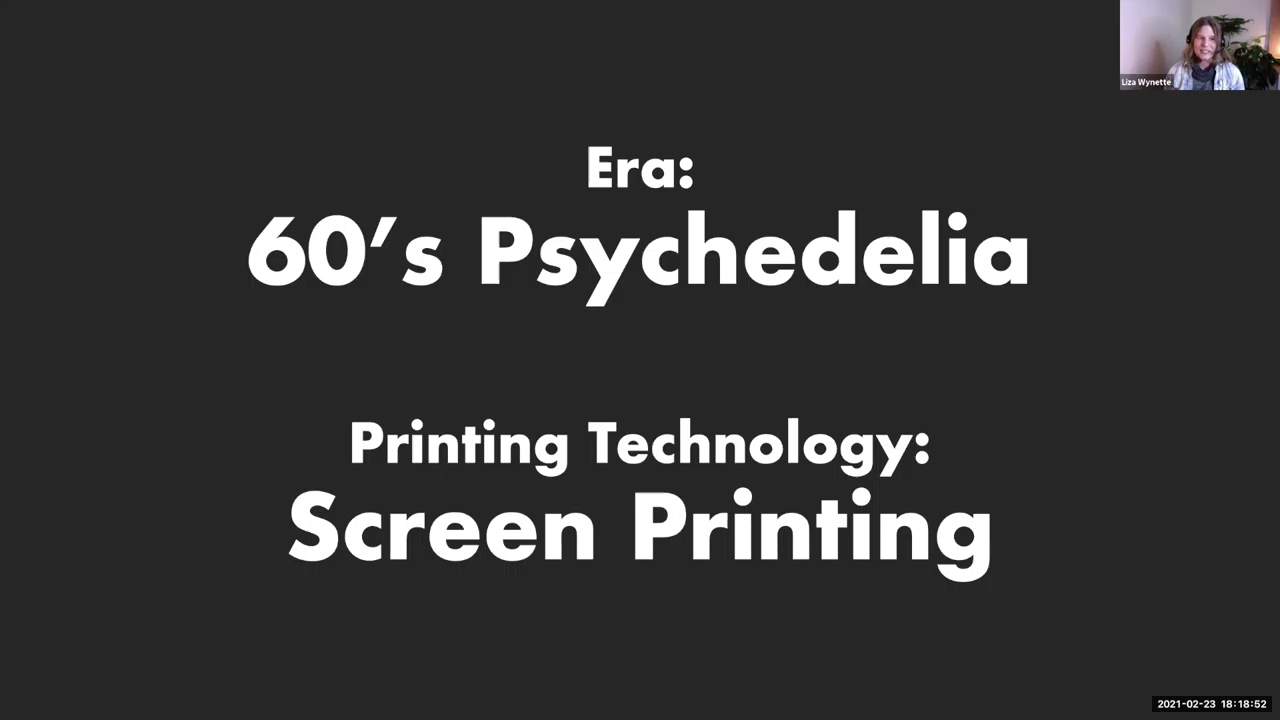 Liza Wynette
Era:
60’s Psychedelia
Printing Technology:
Screen Printing
2021-02-23 18:18:52